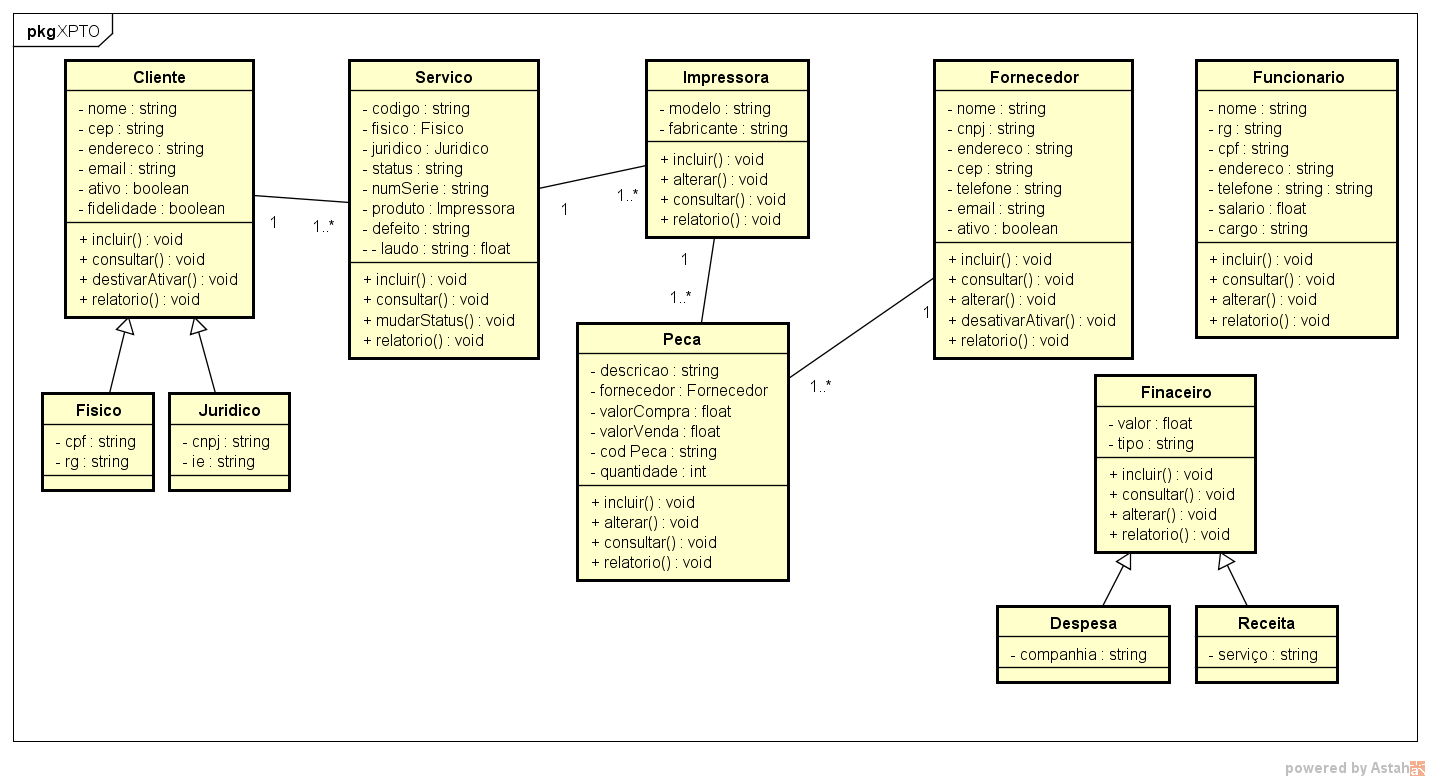 pkg XPTO
Cliente
- nome : string
- cep : string
- endereco : string
- email : string
- ativo : boolean
- fidelidade : boolean
+ incluir() : void
+ consultar() : void
+ destivarAtivar() : void
+ relatorio() : void
1
1..*
Servico
- codigo : string
- fisico : Fisico
- juridico : Juridico
- status : string
- numSerie : string
- produto : Impressora
- defeito : string
- - laudo : string : float
+ incluir() : void
+ consultar() : void
+ mudarStatus() : void
+ relatorio() : void
1
1..*
Impressora
- modelo : string
- fabricante : string
+ incluir() : void
+ alterar() : void
+ consultar() : void
+ relatorio() : void
1
1..*
Fornecedor
- nome : string
- cnpj : string
- endereco : string
- cep : string
- telefone : string
- email : string
- ativo : boolean
+ incluir() : void
+ consultar() : void
+ alterar() : void
+ desativarAtivar() : void
+ relatorio() : void
1
1..*
Funcionario
- nome : string
- rg : string
- cpf : string
- endereco : string
- telefone : string : string
- salario : float
- cargo : string
+ incluir() : void
+ consultar() : void
+ alterar() : void
+ relatorio() : void
Fisico
- cpf : string
- rg : string
Juridico
- cnpj : string
- ie : string
Peca
- descricao : string
- fornecedor : Fornecedor
- valorCompra : float
- valorVenda : float
- cod Peca : string
- quantidade : int
+ incluir() : void
+ alterar() : void
+ consultar() : void
+ relatorio() : void
Finaceiro
- valor : float
- tipo : string
+ incluir() : void
+ consultar() : void
+ alterar() : void
+ relatorio() : void
Despesa
- companhia : string
Receita
- serviço : string
powered by Astah